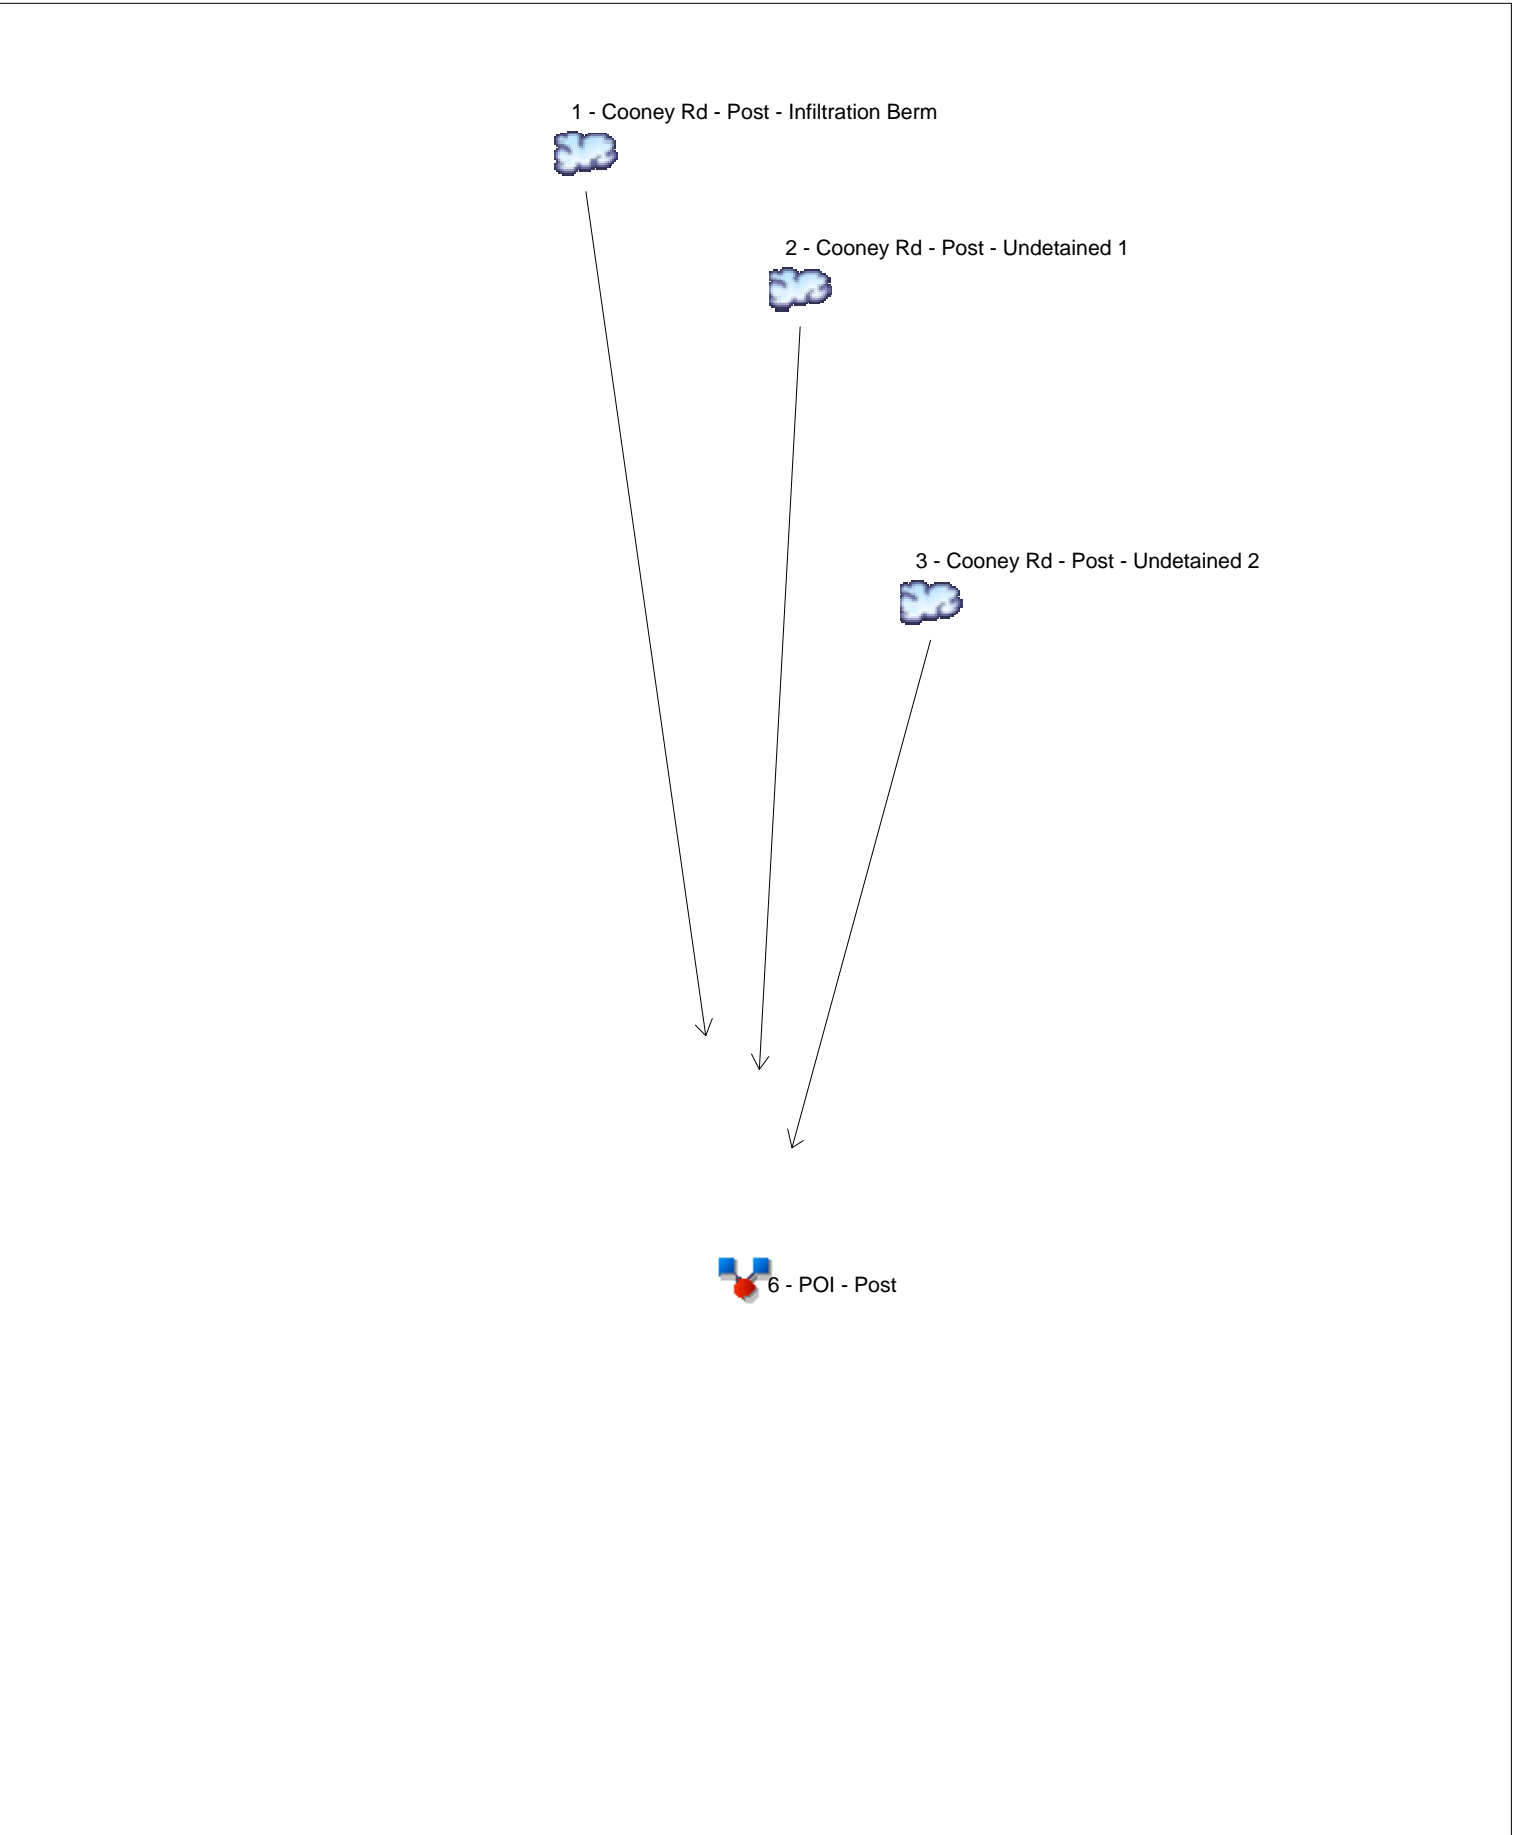 1 - Cooney Rd - Post - Infiltration Berm
2 - Cooney Rd - Post - Undetained 1
3 - Cooney Rd - Post - Undetained 2
6 - POI - Post